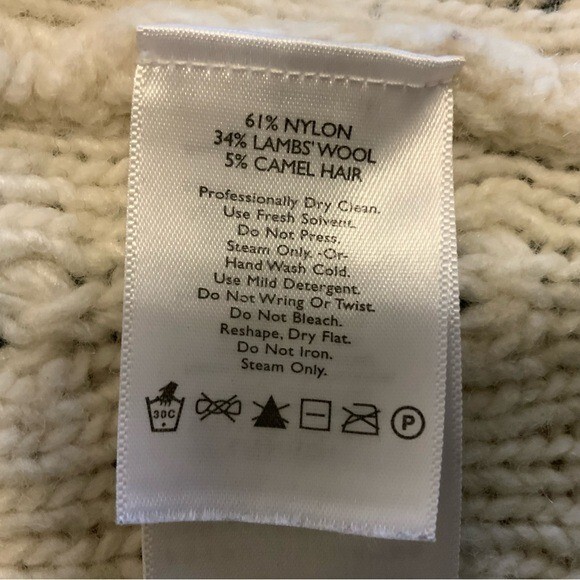 61% NYLON
34% LAMBS' WOOL
5% CAMEL HAIR
Professionally Dry Clean.
Use Fresh Solvent.
Do Not Press.
Steam Only. -Or-
Hand Wash Cold.
Use Mild Detergent.
Do Not Wring Or Twist.
Do Not Bleach.
Reshape, Dry Flat.
Do Not Iron.
Steam Only.
30C P